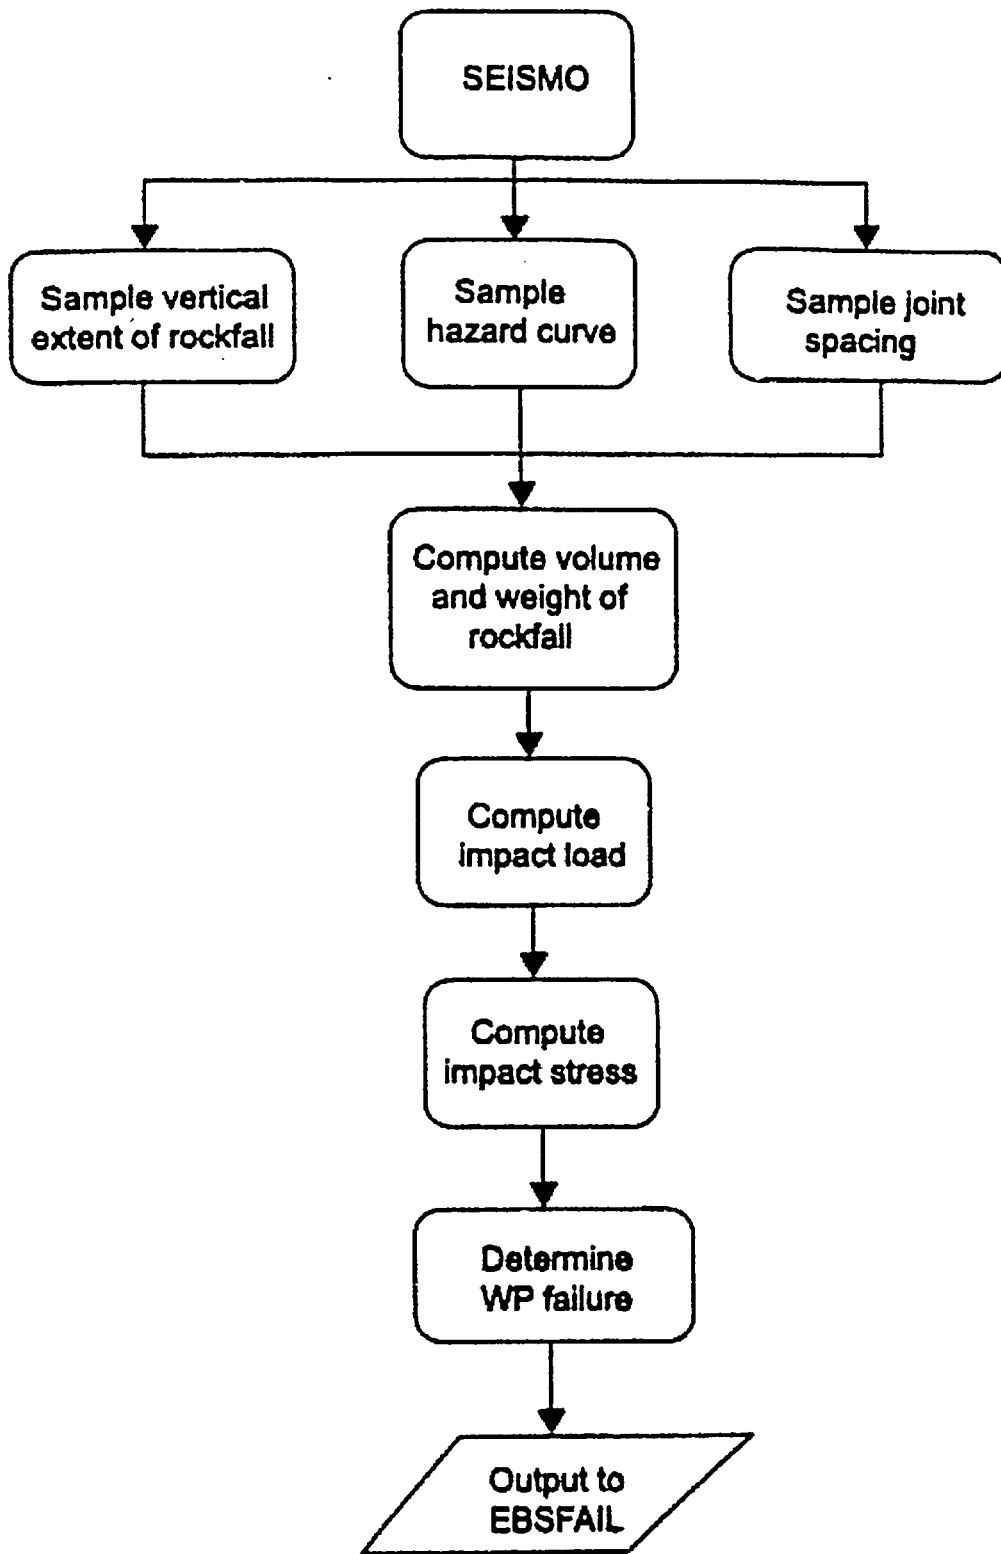 SEISMO
Sample vertical
extent of rockfall
Sample
hazard curve
Sample joint
spacing
Compute volume
and weight of
rockfall
Compute
impact load
Compute
impact stress
Determine
WP failure
Output to
EBSFAIL